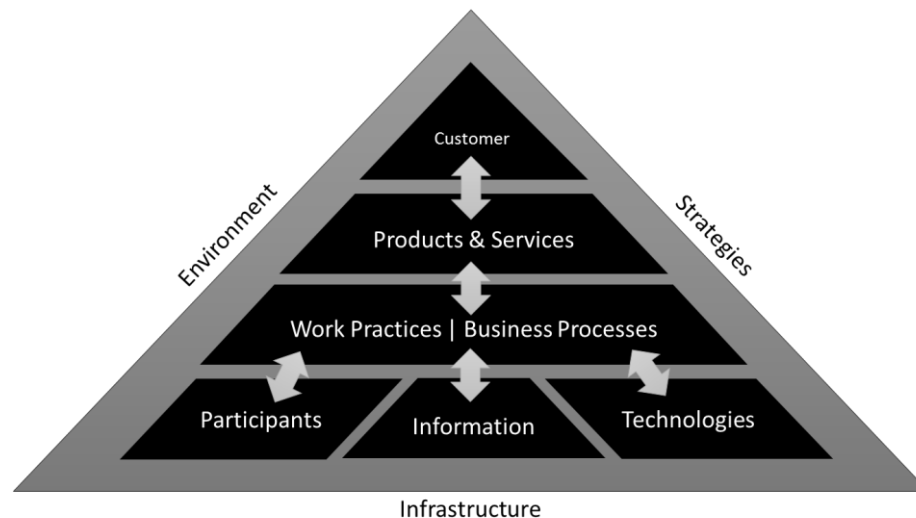 Customer
Environment
Strategies
Products & Services
Work Practices | Business Processes
Participants
Information
Technologies
Infrastructure